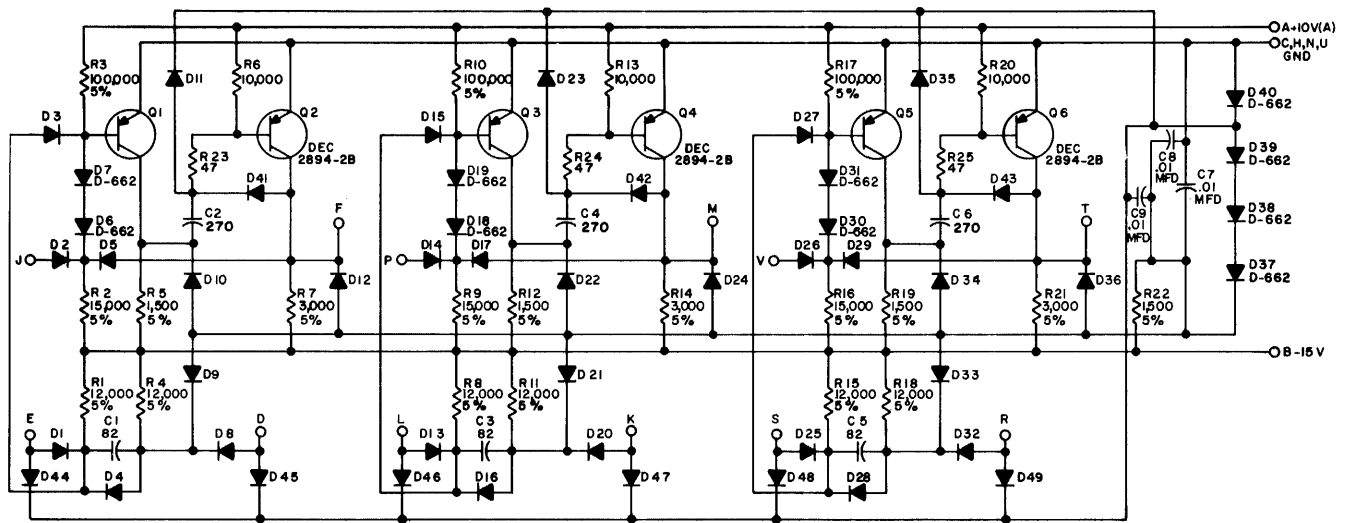 A+10V(A)
C,H,N,U
GND
R3
100,000
5%
D11
R6
10,000
R10
100,000
5%
D23
R13
10,000
R17
100,000
5%
D35
R20
10,000
D40
D-662
D3
Q1
Q2
D15
Q3
Q4
D27
Q5
Q6
DEC
2894-2B
DEC
2894-2B
DEC
2894-2B
R23
47
R24
47
R25
47
C8
.01
MFD
D39
D-662
D7
D-662
D41
D19
D-662
D42
D31
D-662
D43
C7
.01
MFD
C9
.01
MFD
D38
D-662
D6
D-662
C2
270
F
D18
D-662
C4
270
M
D30
D-662
C6
270
T
J
D2
D5
P
D14
D17
V
D26
D29
D37
D-662
D10
D12
D22
D24
D34
D36
R2
15,000
5%
R5
1,500
5%
R7
3,000
5%
R9
15,000
5%
R12
1,500
5%
R14
3,000
5%
R16
15,000
5%
R19
1,500
5%
R21
3,000
5%
R22
1,500
5%
B-15V
R1
12,000
5%
R4
12,000
5%
D9
R8
12,000
5%
R11
12,000
5%
D21
R15
12,000
5%
R18
12,000
5%
D33
E
D1
C1
82
D8
D
L
D13
C3
82
D20
K
S
D25
C5
82
D32
R
D44
D4
D45
D46
D16
D47
D48
D28
D49